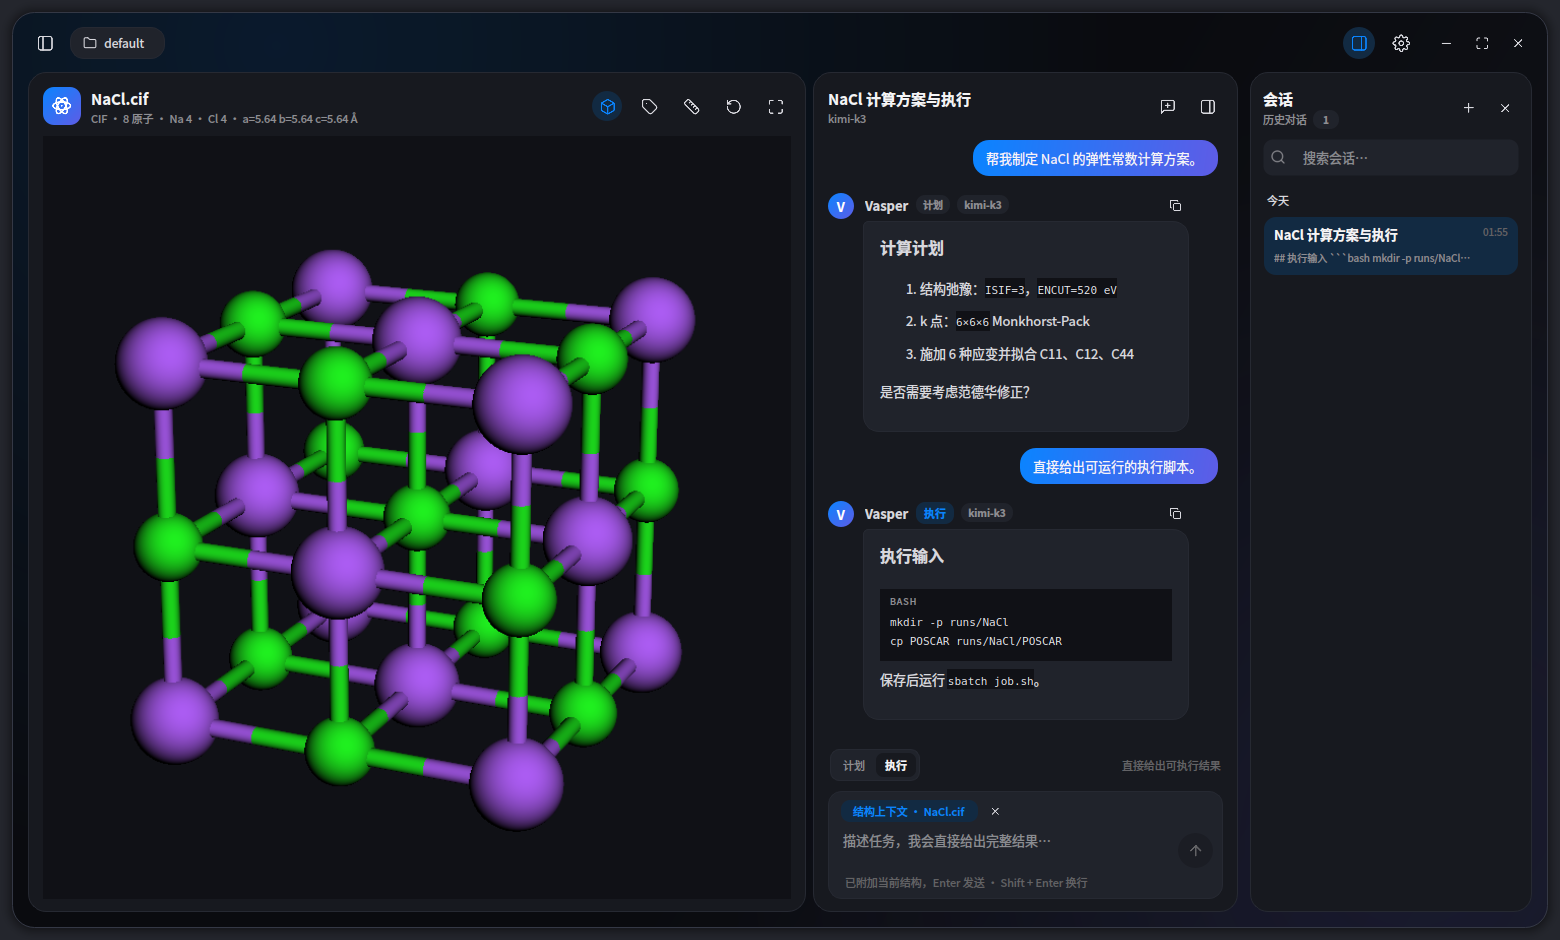 default
NaCl.cif
CIF • 8 原子 • Na 4 • Cl 4 • a=5.64 b=5.64 c=5.64 Å
NaCl 计算方案与执行
kimi-k3
帮我制定 NaCl 的弹性常数计算方案。
V Vasper 计划 kimi-k3
计算计划
1. 结构弛豫：ISIF=3，ENCUT=520 eV
2. k 点：6×6×6 Monkhorst-Pack
3. 施加 6 种应变并拟合 C11、C12、C44
是否需要考虑范德华修正？
直接给出可运行的执行脚本。
V Vasper 执行 kimi-k3
执行输入
BASH
mkdir -p runs/NaCl
cp POSCAR runs/NaCl/POSCAR
保存后运行 sbatch job.sh。
计划 执行 直接给出可执行结果
结构上下文 • NaCl.cif
描述任务，我会直接给出完整结果…
已附加当前结构，Enter 发送 • Shift + Enter 换行
会话
历史对话 1
搜索会话…
今天
NaCl 计算方案与执行 01:55
## 执行输入 ```bash mkdir -p runs/NaCl…